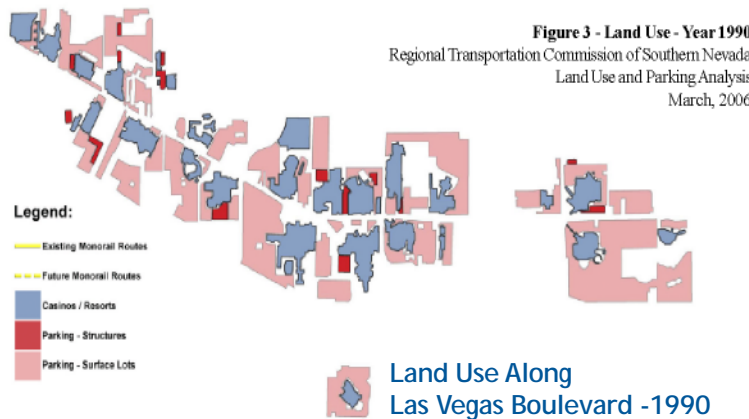 Figure 3 - Land Use - Year 1990
Regional Transportation Commission of Southern Nevada
Land Use and Parking Analysis
March, 2006
Legend:
Existing Monorail Routes
Future Monorail Routes
Casinos / Resorts
Parking - Structures
Parking - Surface Lots
Land Use Along
Las Vegas Boulevard -1990